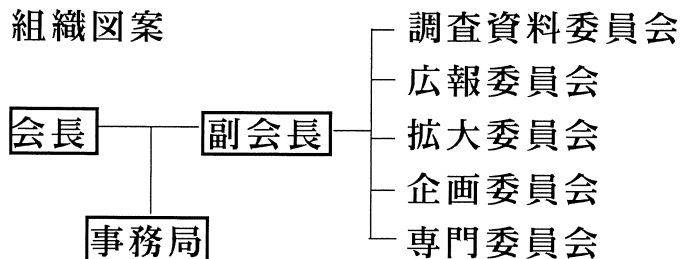 組織図案
会長
副会長
事務局
調査資料委員会
広報委員会
拡大委員会
企画委員会
専門委員会